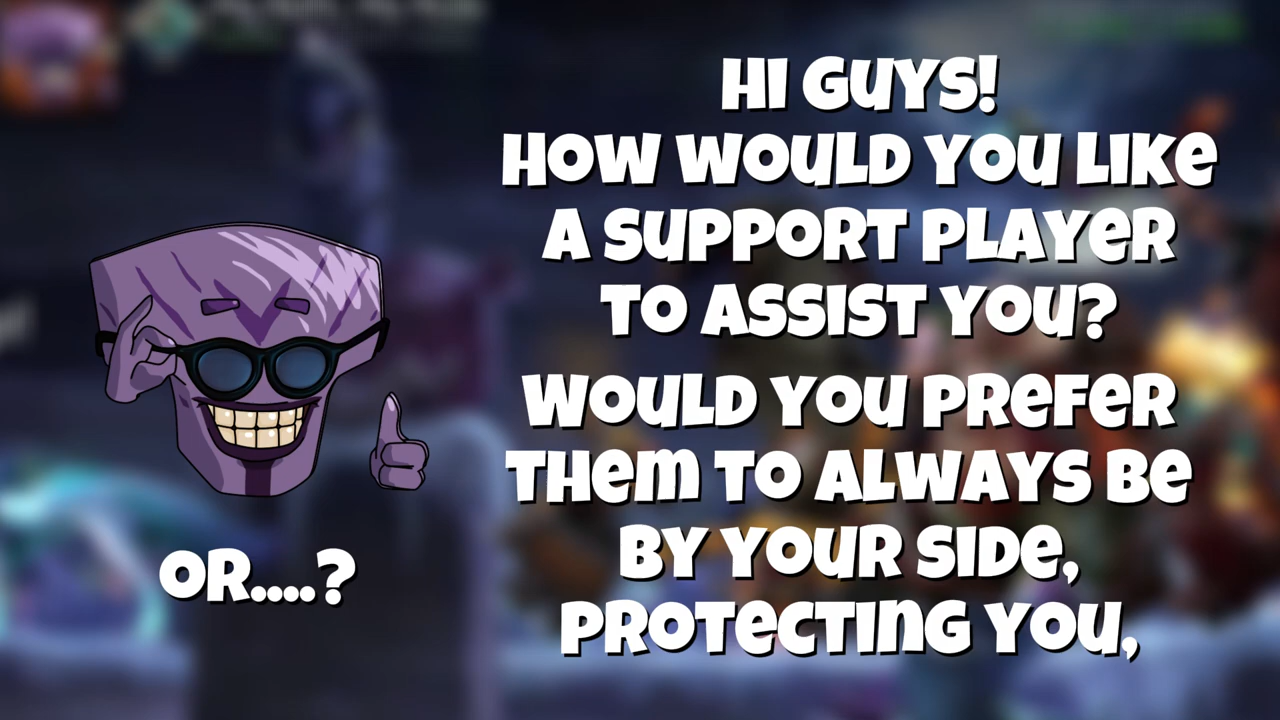 HI GUYS!
HOW WOULD YOU LIKE
A SUPPORT PLAYER
TO ASSIST YOU?
WOULD YOU PREFER
THEM TO ALWAYS BE
BY YOUR SIDE,
PROTECTING YOU,
OR....?